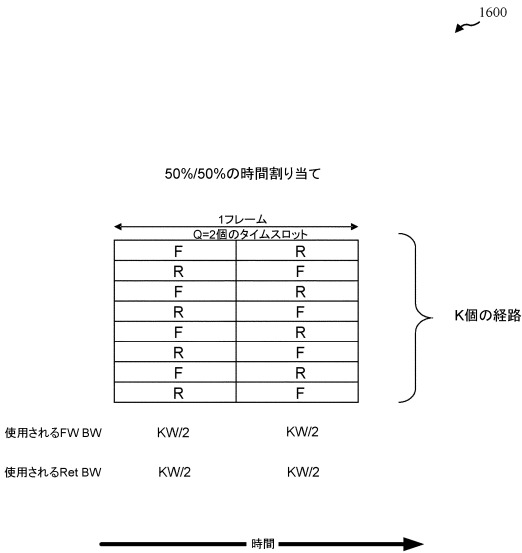 1600
50%/50%の時間割り当て
1フレーム
Q=2個のタイムスロット
F R
R F
F R
R F
F R
R F
F R
R F
K個の経路
使用されるFW BW KW/2 KW/2
使用されるRet BW KW/2 KW/2
時間